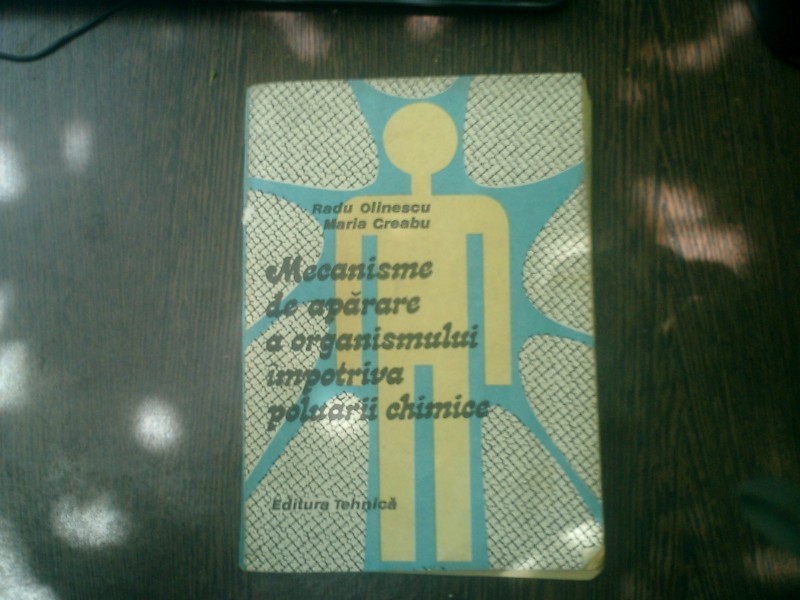 Radu Olinescu
Maria Creabu
Mecanisme
de apărare
a organismului
împotriva
poluării chimice
Editura Tehnică